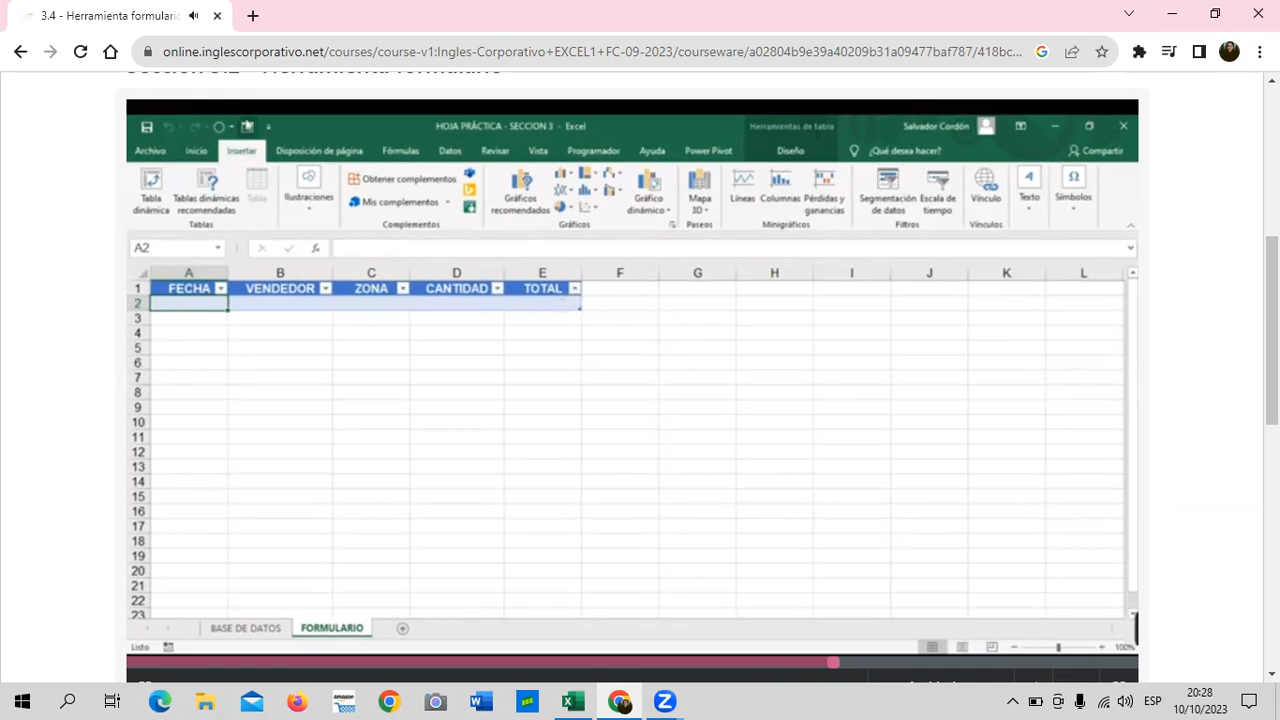 3.4 - Herramienta formulario
online.inglescorporativo.net/courses/course-v1:Ingles-Corporativo+EXCEL1+FC-09-2023/courseware/a02804b9e39a40209b31a09477baf787/418bc...
HOJA PRÁCTICA - SECCION 3 - Excel
Herramientas de tabla
Salvador Cordón
Archivo Inicio Insertar Disposición de página Fórmulas Datos Revisar Vista Programador Ayuda Power Pivot Diseño ¿Qué desea hacer? Compartir
Tabla dinámica
Tablas dinámicas recomendadas
Tabla
Ilustraciones
Obtener complementos
Mis complementos
Gráficos recomendados
Gráfico dinámico
Mapa 3D
Líneas
Columnas
Pérdidas y ganancias
Segmentación de datos
Escala de tiempo
Vínculo
Texto
Símbolos
Tablas Complementos Gráficos Paseos Minigráficos Filtros Vínculos
A2 fx
A B C D E F G H I J K L
1 FECHA VENDEDOR ZONA CANTIDAD TOTAL
2
3
4
5
6
7
8
9
10
11
12
13
14
15
16
17
18
19
20
21
22
23
BASE DE DATOS FORMULARIO
Listo 100%
ESP
20:28
10/10/2023